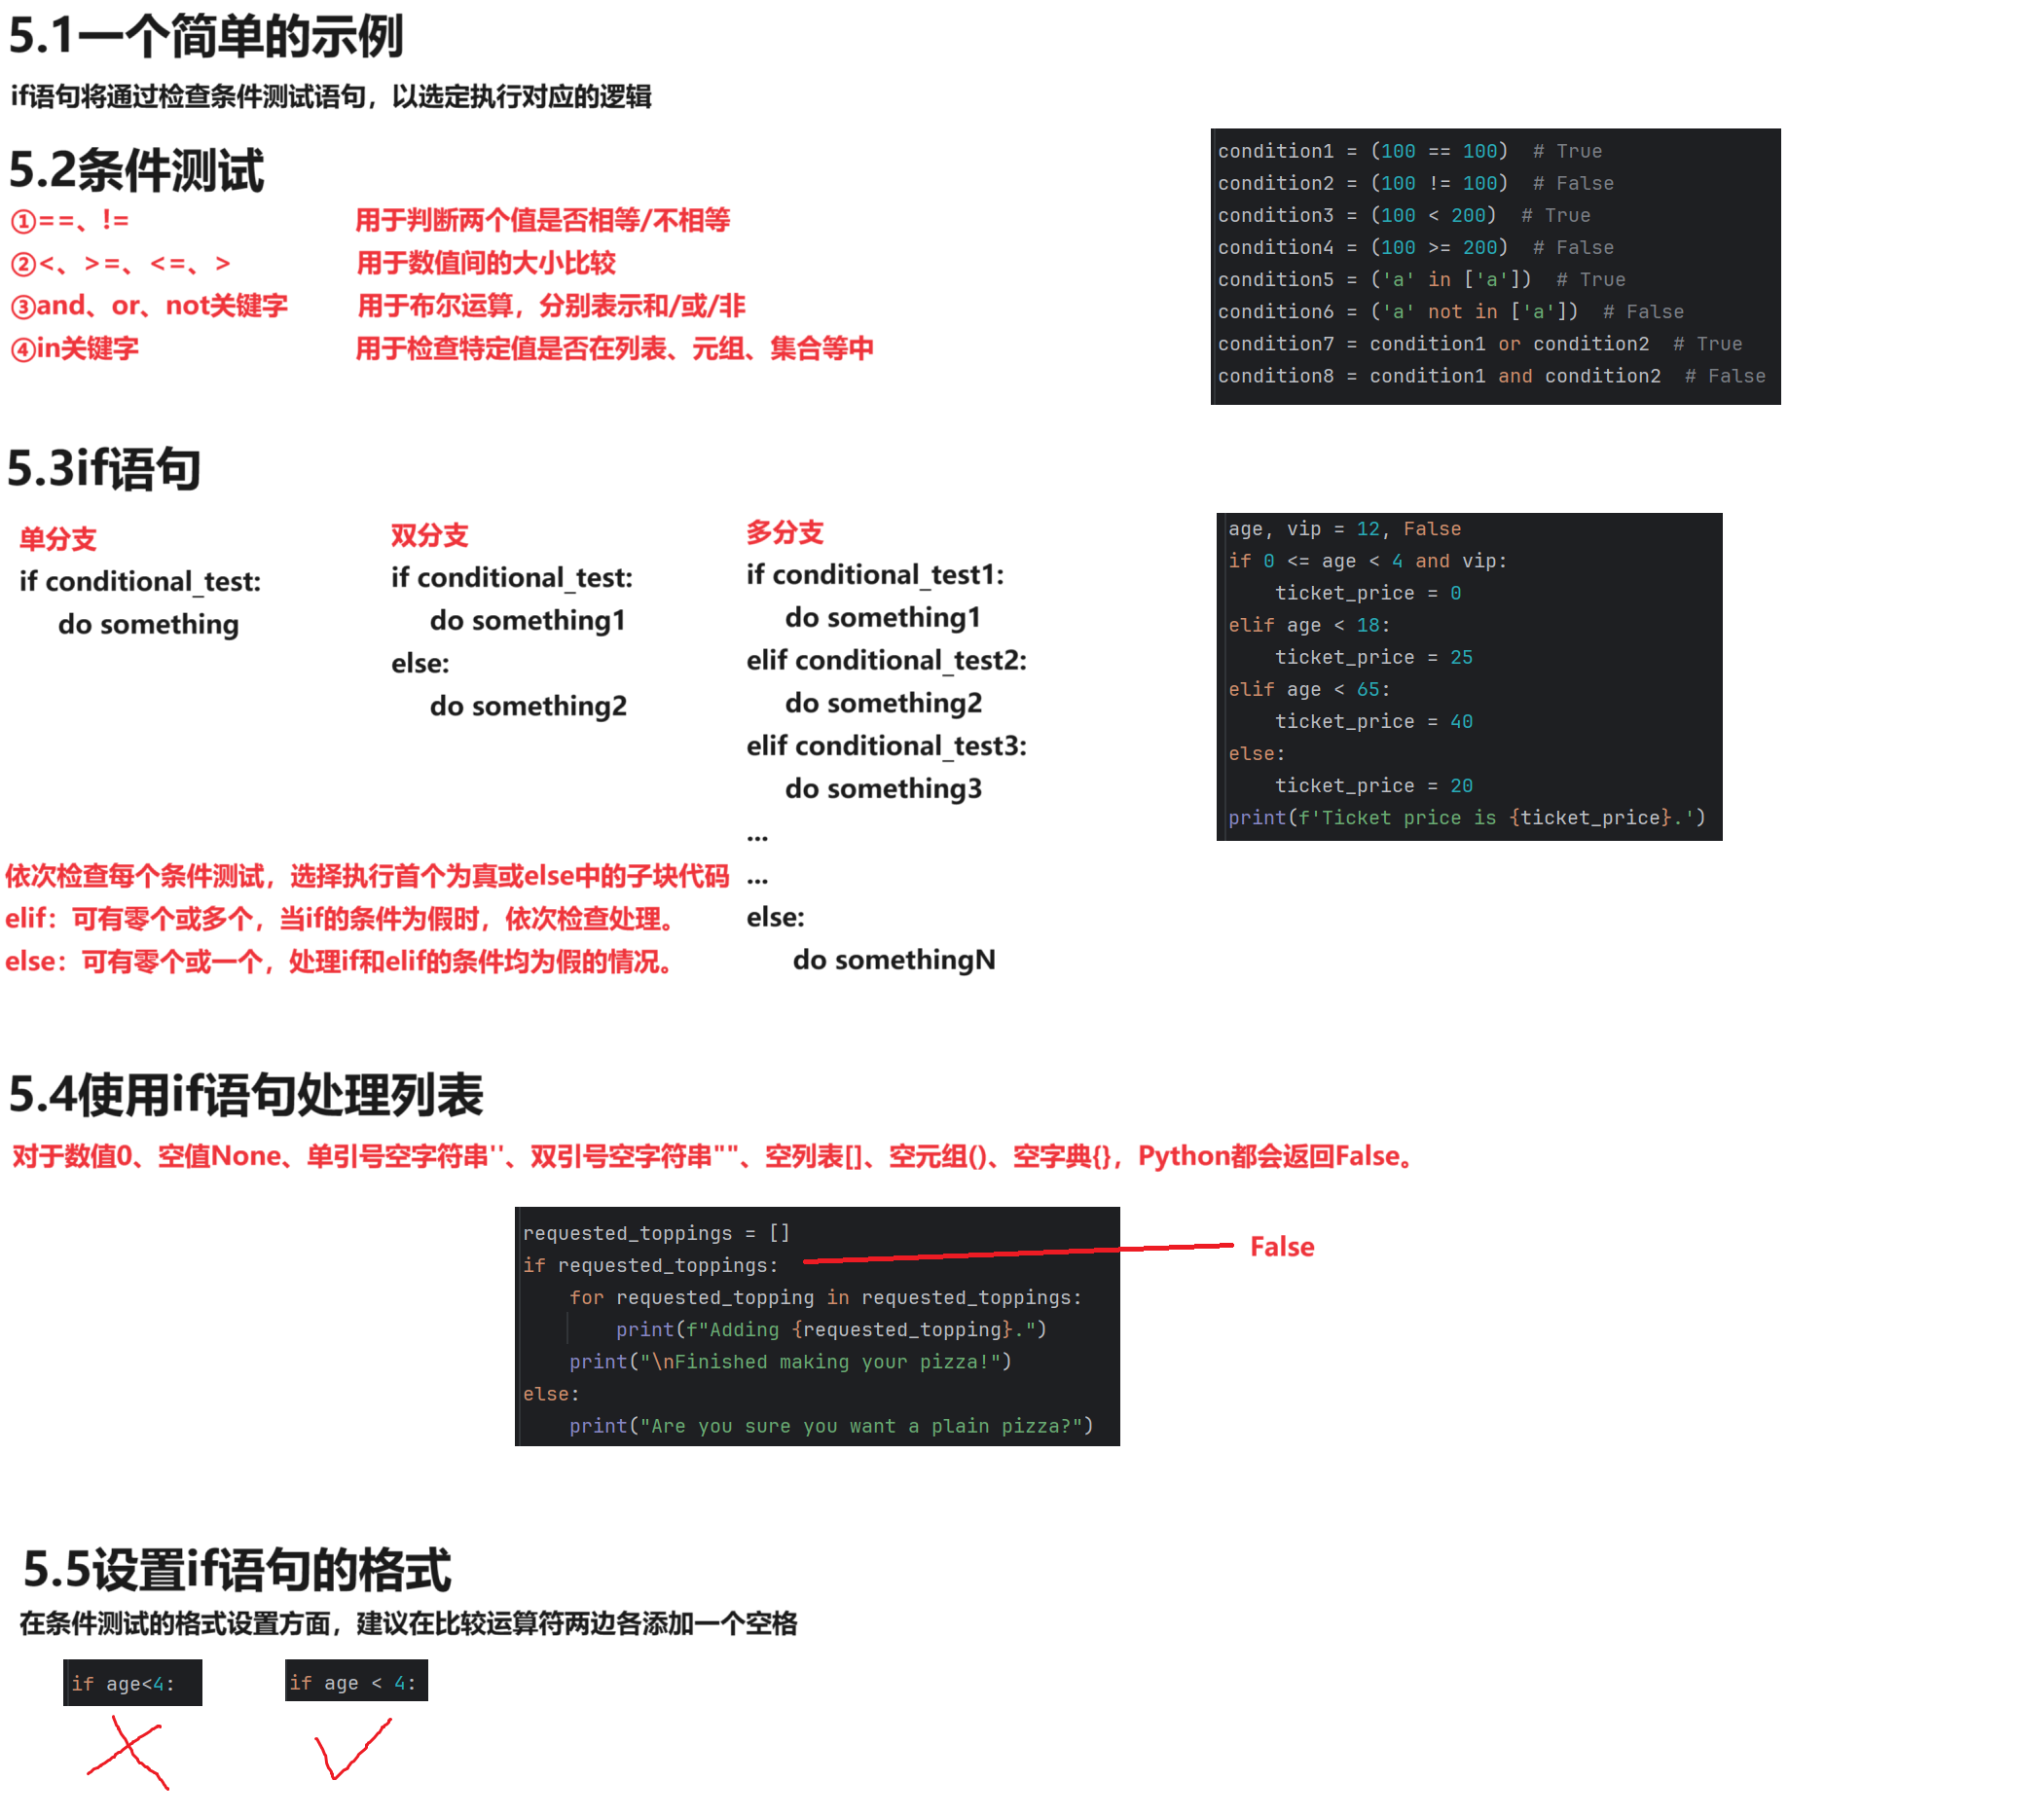 5.1一个简单的示例
if语句将通过检查条件测试语句，以选定执行对应的逻辑
5.2条件测试
①==、!= 用于判断两个值是否相等/不相等
②<、>=、<=、> 用于数值间的大小比较
③and、or、not关键字 用于布尔运算，分别表示和/或/非
④in关键字 用于检查特定值是否在列表、元组、集合等中
condition1 = (100 == 100)  # True
condition2 = (100 != 100)  # False
condition3 = (100 < 200)  # True
condition4 = (100 >= 200)  # False
condition5 = ('a' in ['a'])  # True
condition6 = ('a' not in ['a'])  # False
condition7 = condition1 or condition2  # True
condition8 = condition1 and condition2  # False
5.3if语句
单分支
if conditional_test:
    do something
双分支
if conditional_test:
    do something1
else:
    do something2
多分支
if conditional_test1:
    do something1
elif conditional_test2:
    do something2
elif conditional_test3:
    do something3
...
...
else:
    do somethingN
依次检查每个条件测试，选择执行首个为真或else中的子块代码
elif：可有零个或多个，当if的条件为假时，依次检查处理。
else：可有零个或一个，处理if和elif的条件均为假的情况。
age, vip = 12, False
if 0 <= age < 4 and vip:
    ticket_price = 0
elif age < 18:
    ticket_price = 25
elif age < 65:
    ticket_price = 40
else:
    ticket_price = 20
print(f'Ticket price is {ticket_price}.')
5.4使用if语句处理列表
对于数值0、空值None、单引号空字符串''、双引号空字符串""、空列表[]、空元组()、空字典{}，Python都会返回False。
requested_toppings = []
if requested_toppings:
    for requested_topping in requested_toppings:
        print(f"Adding {requested_topping}.")
    print("\nFinished making your pizza!")
else:
    print("Are you sure you want a plain pizza?")
False
5.5设置if语句的格式
在条件测试的格式设置方面，建议在比较运算符两边各添加一个空格
if age<4:
if age < 4: